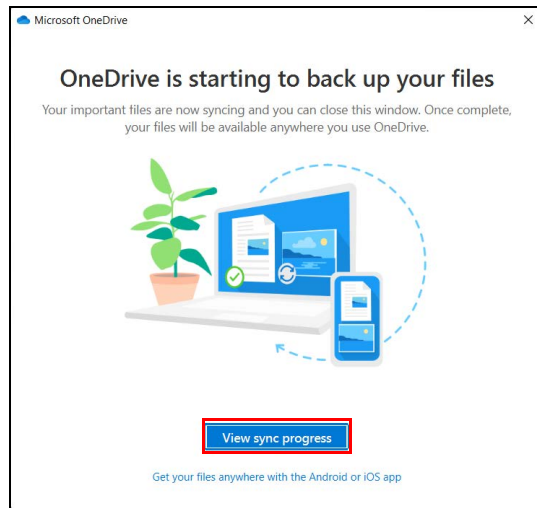 Microsoft OneDrive
OneDrive is starting to back up your files
Your important files are now syncing and you can close this window. Once complete,
your files will be available anywhere you use OneDrive.
View sync progress
Get your files anywhere with the Android or iOS app